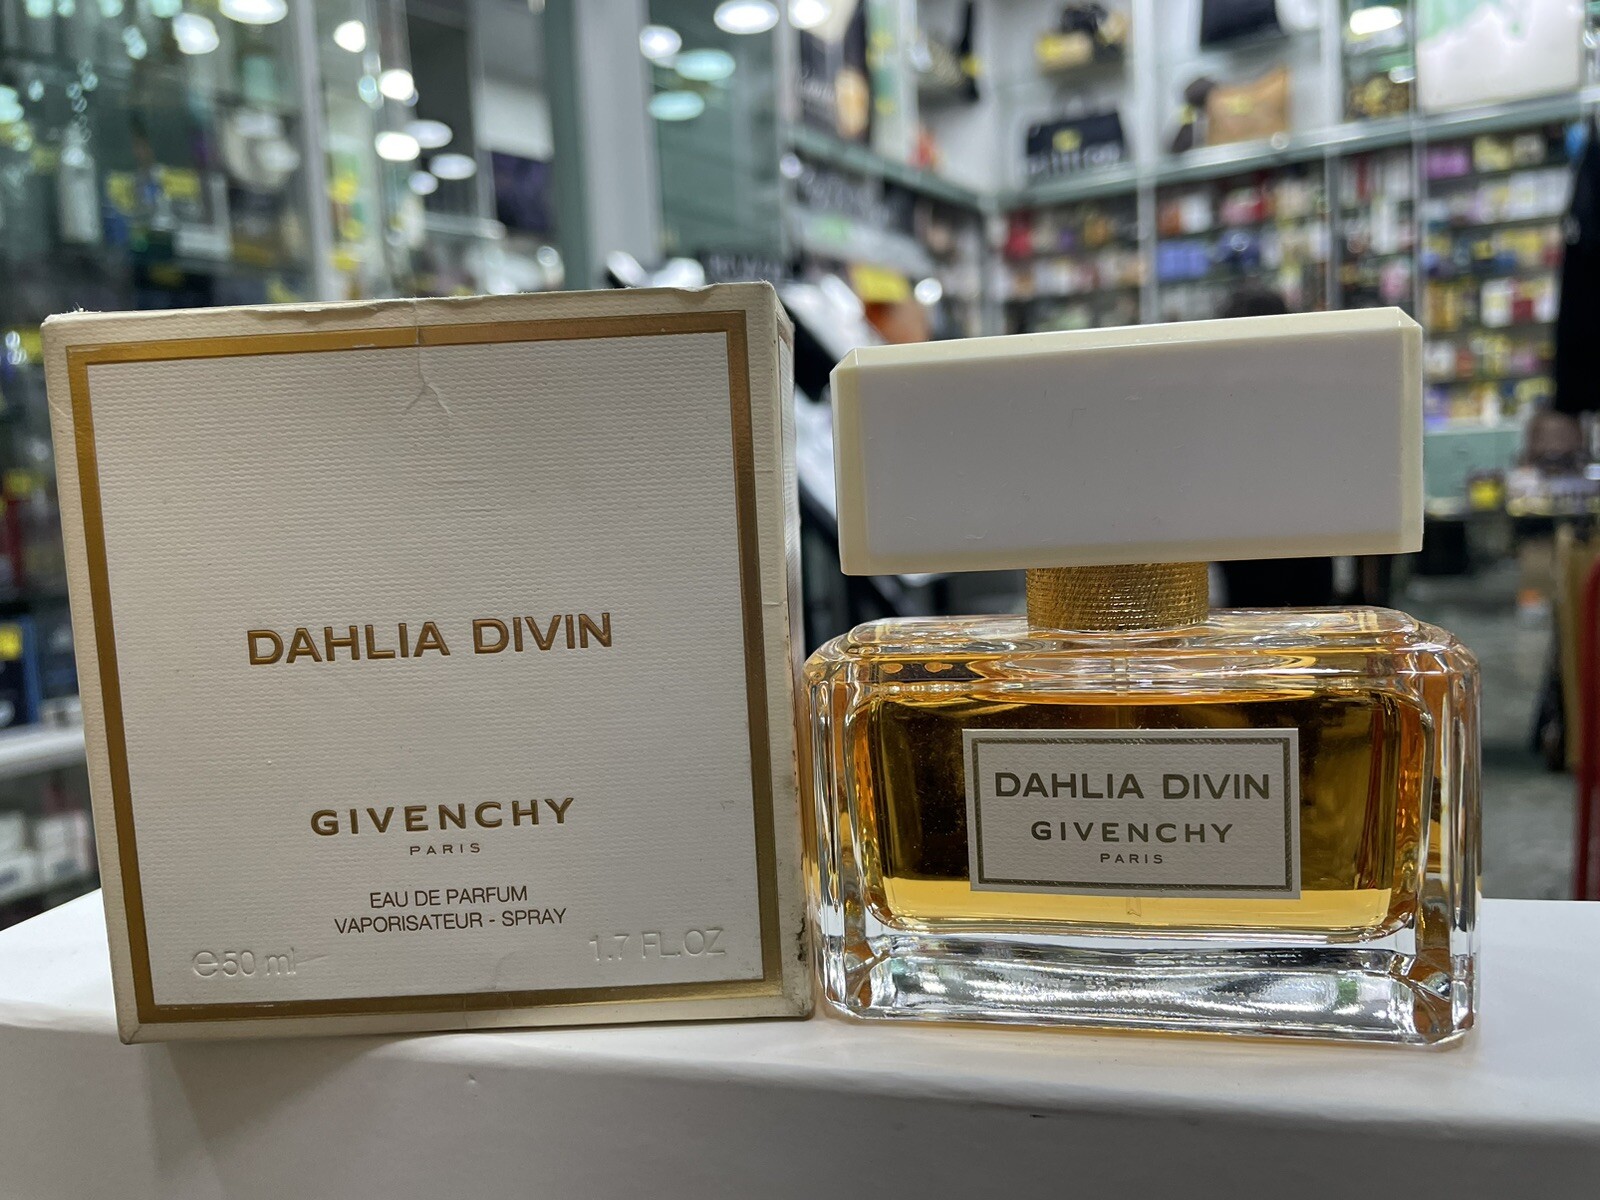 DAHLIA DIVIN
GIVENCHY
PARIS
EAU DE PARFUM
VAPORISATEUR - SPRAY
℮50 ml
1.7 FL.OZ
DAHLIA DIVIN
GIVENCHY
PARIS